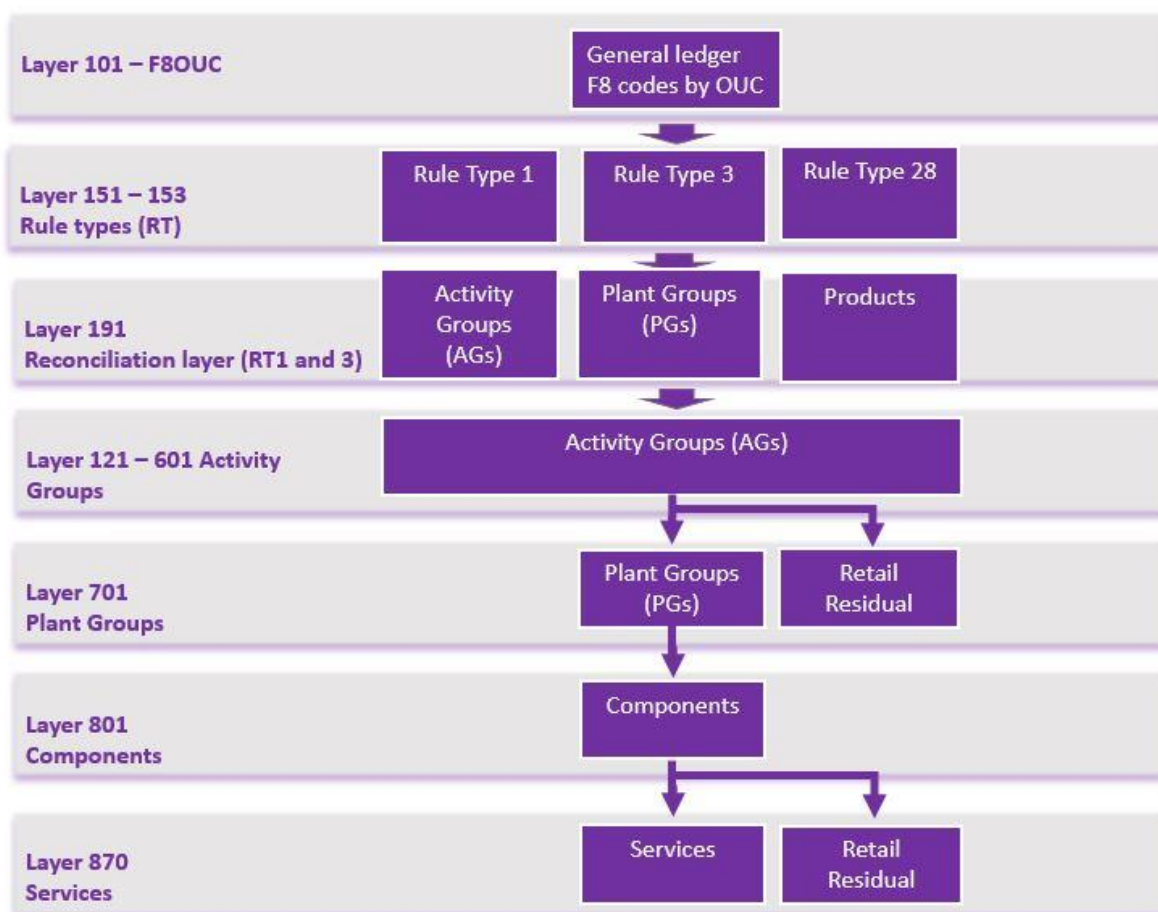 Layer 101 – F8OUC
General ledger
F8 codes by OUC
Layer 151 – 153
Rule types (RT)
Rule Type 1
Rule Type 3
Rule Type 28
Layer 191
Reconciliation layer (RT1 and 3)
Activity
Groups
(AGs)
Plant Groups
(PGs)
Products
Layer 121 – 601 Activity
Groups
Activity Groups (AGs)
Layer 701
Plant Groups
Plant Groups
(PGs)
Retail
Residual
Layer 801
Components
Components
Layer 870
Services
Services
Retail
Residual